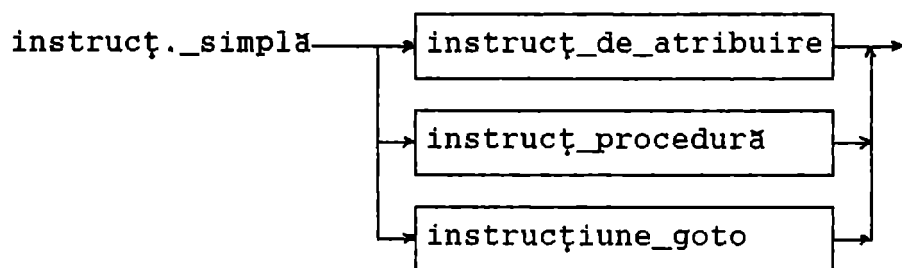 instrucţ._simplă instrucţ_de_atribuire
instrucţ_procedură
instrucţiune_goto